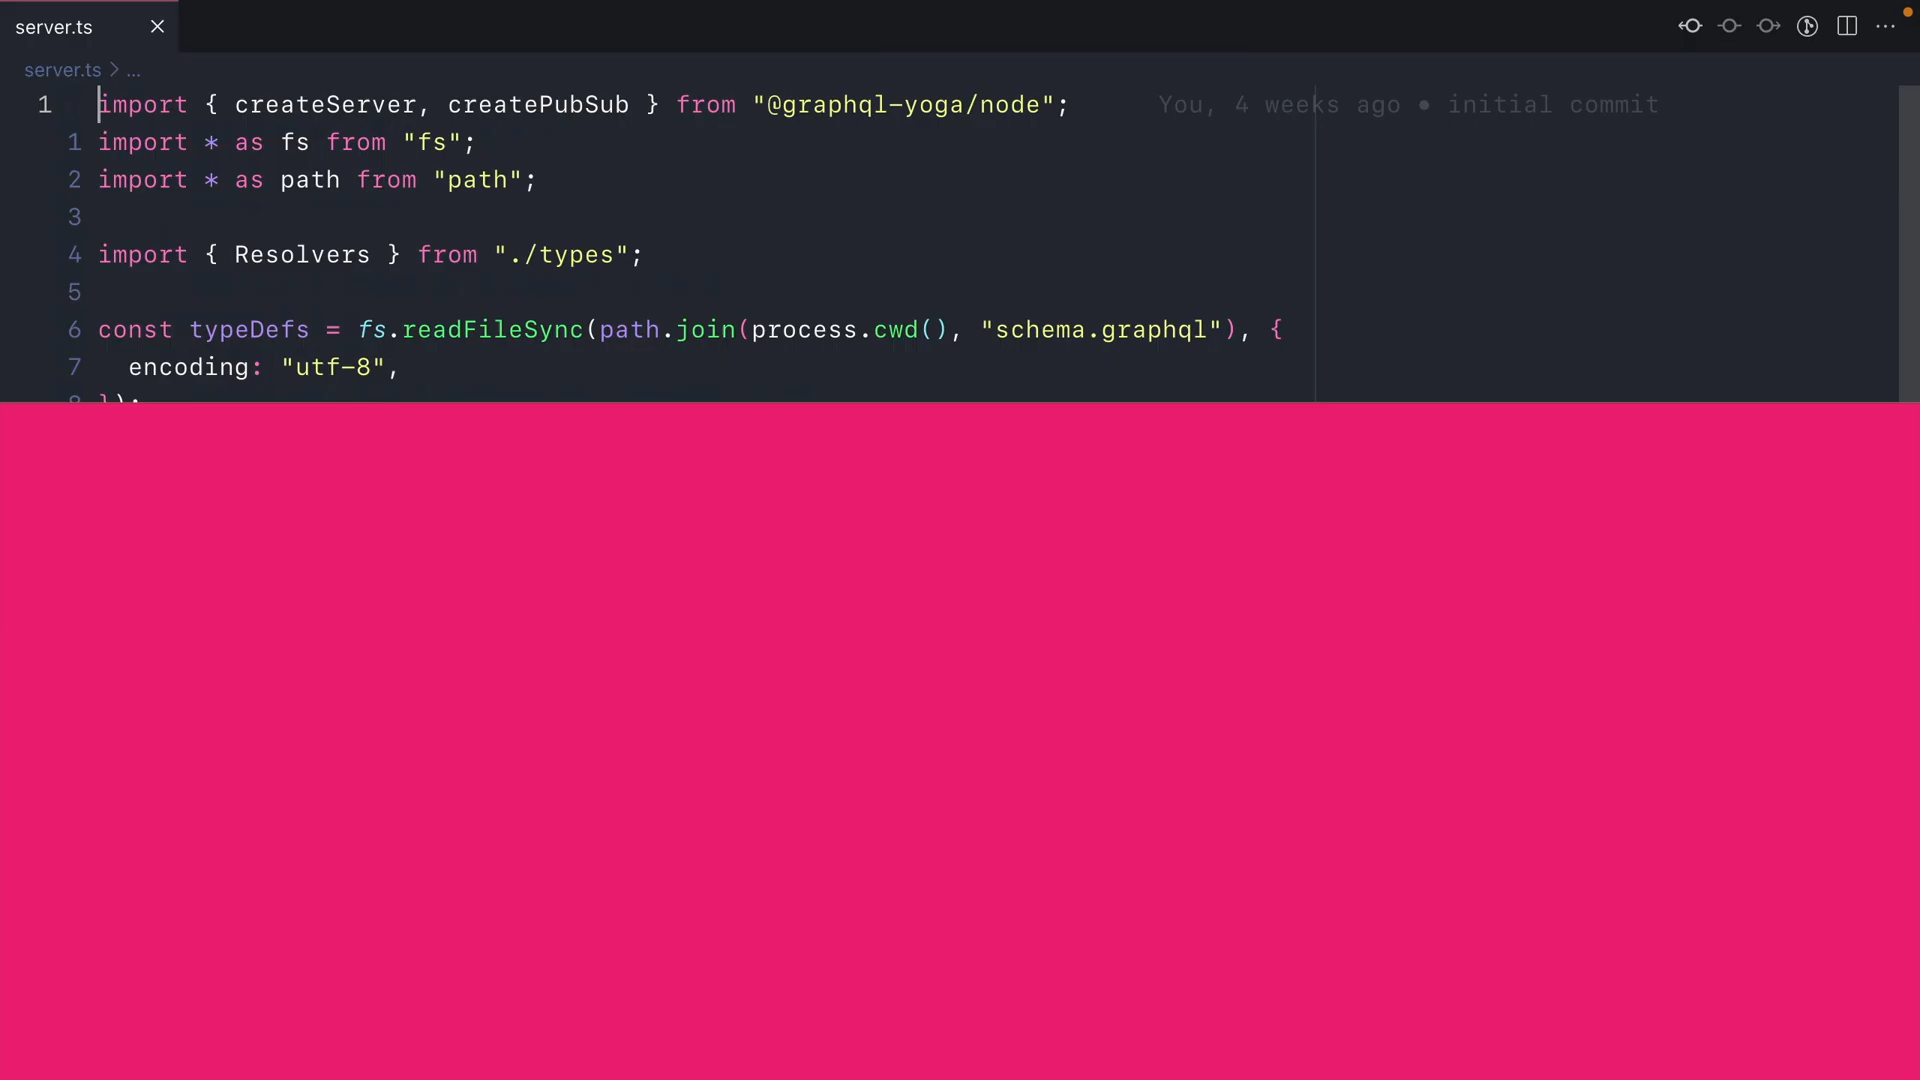 server.ts
server.ts > ...
1 import { createServer, createPubSub } from "@graphql-yoga/node"; You, 4 weeks ago • initial commit
1 import * as fs from "fs";
2 import * as path from "path";
3
4 import { Resolvers } from "./types";
5
6 const typeDefs = fs.readFileSync(path.join(process.cwd(), "schema.graphql"), {
7 encoding: "utf-8",
8 });